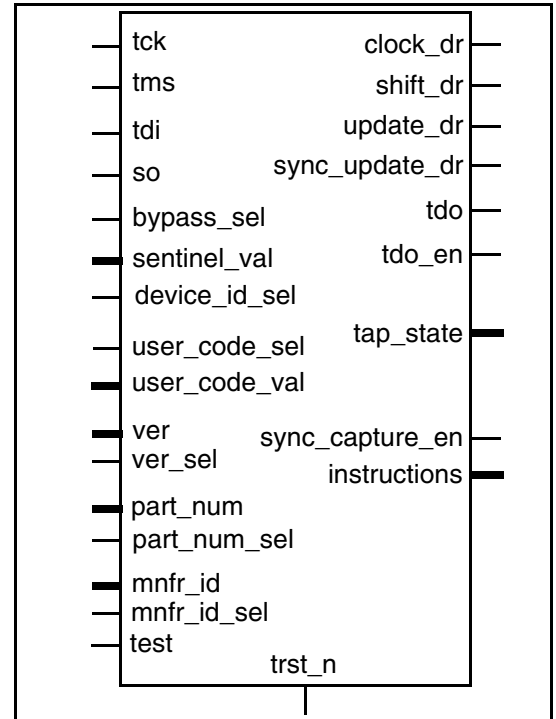 tck
tms
tdi
so
bypass_sel
sentinel_val
device_id_sel
user_code_sel
user_code_val
ver
ver_sel
part_num
part_num_sel
mnfr_id
mnfr_id_sel
test
clock_dr
shift_dr
update_dr
sync_update_dr
tdo
tdo_en
tap_state
sync_capture_en
instructions
trst_n